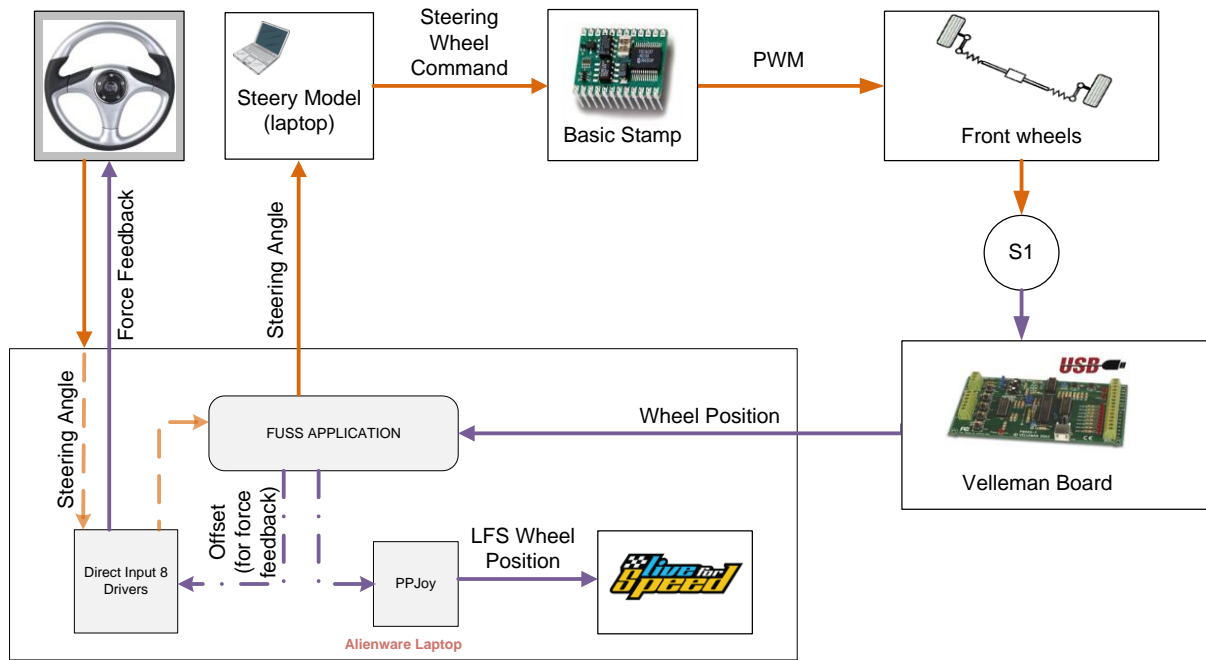 Steering
Wheel
Command
PWM
Steery Model
(laptop)
Basic Stamp
Front wheels
Force Feedback
Steering Angle
S1
USB
Steering Angle
FUSS APPLICATION
Wheel Position
Velleman Board
Offset
(for force
feedback)
LFS Wheel
Position
Direct Input 8
Drivers
PPJoy
live for
Speed
Alienware Laptop